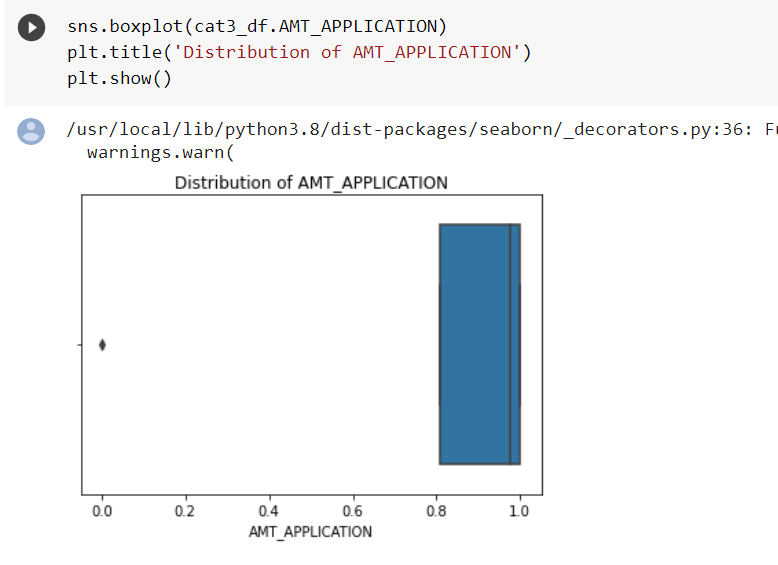 sns.boxplot(cat3_df.AMT_APPLICATION)
plt.title('Distribution of AMT_APPLICATION')
plt.show()
/usr/local/lib/python3.8/dist-packages/seaborn/_decorators.py:36:
warnings.warn(
Distribution of AMT_APPLICATION
0.0 0.2 0.4 0.6 0.8 1.0
AMT_APPLICATION